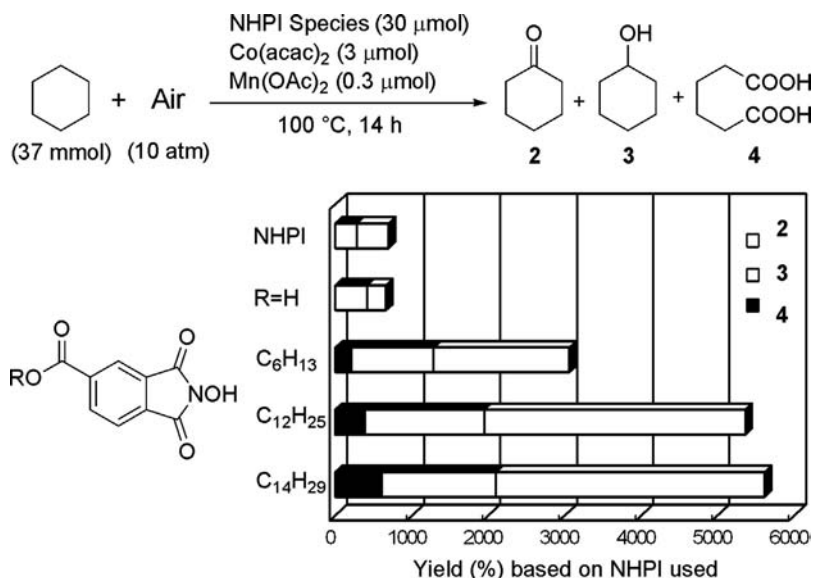 NHPI Species (30 μmol)
Co(acac)₂ (3 μmol)
Mn(OAc)₂ (0.3 μmol)
+ Air
100 °C, 14 h
(37 mmol) (10 atm)
O
OH
COOH
COOH
+ +
2 3 4
NHPI
R=H
C₆H₁₃
C₁₂H₂₅
C₁₄H₂₉
2
3
4
O
RO
O
N-OH
O
0 1000 2000 3000 4000 5000 6000
Yield (%) based on NHPI used